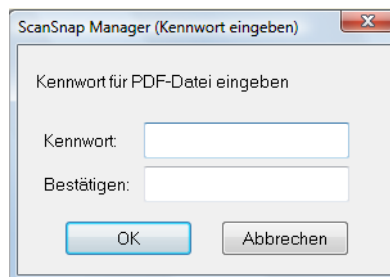 ScanSnap Manager (Kennwort eingeben)
Kennwort für PDF-Datei eingeben
Kennwort:
Bestätigen:
OK Abbrechen